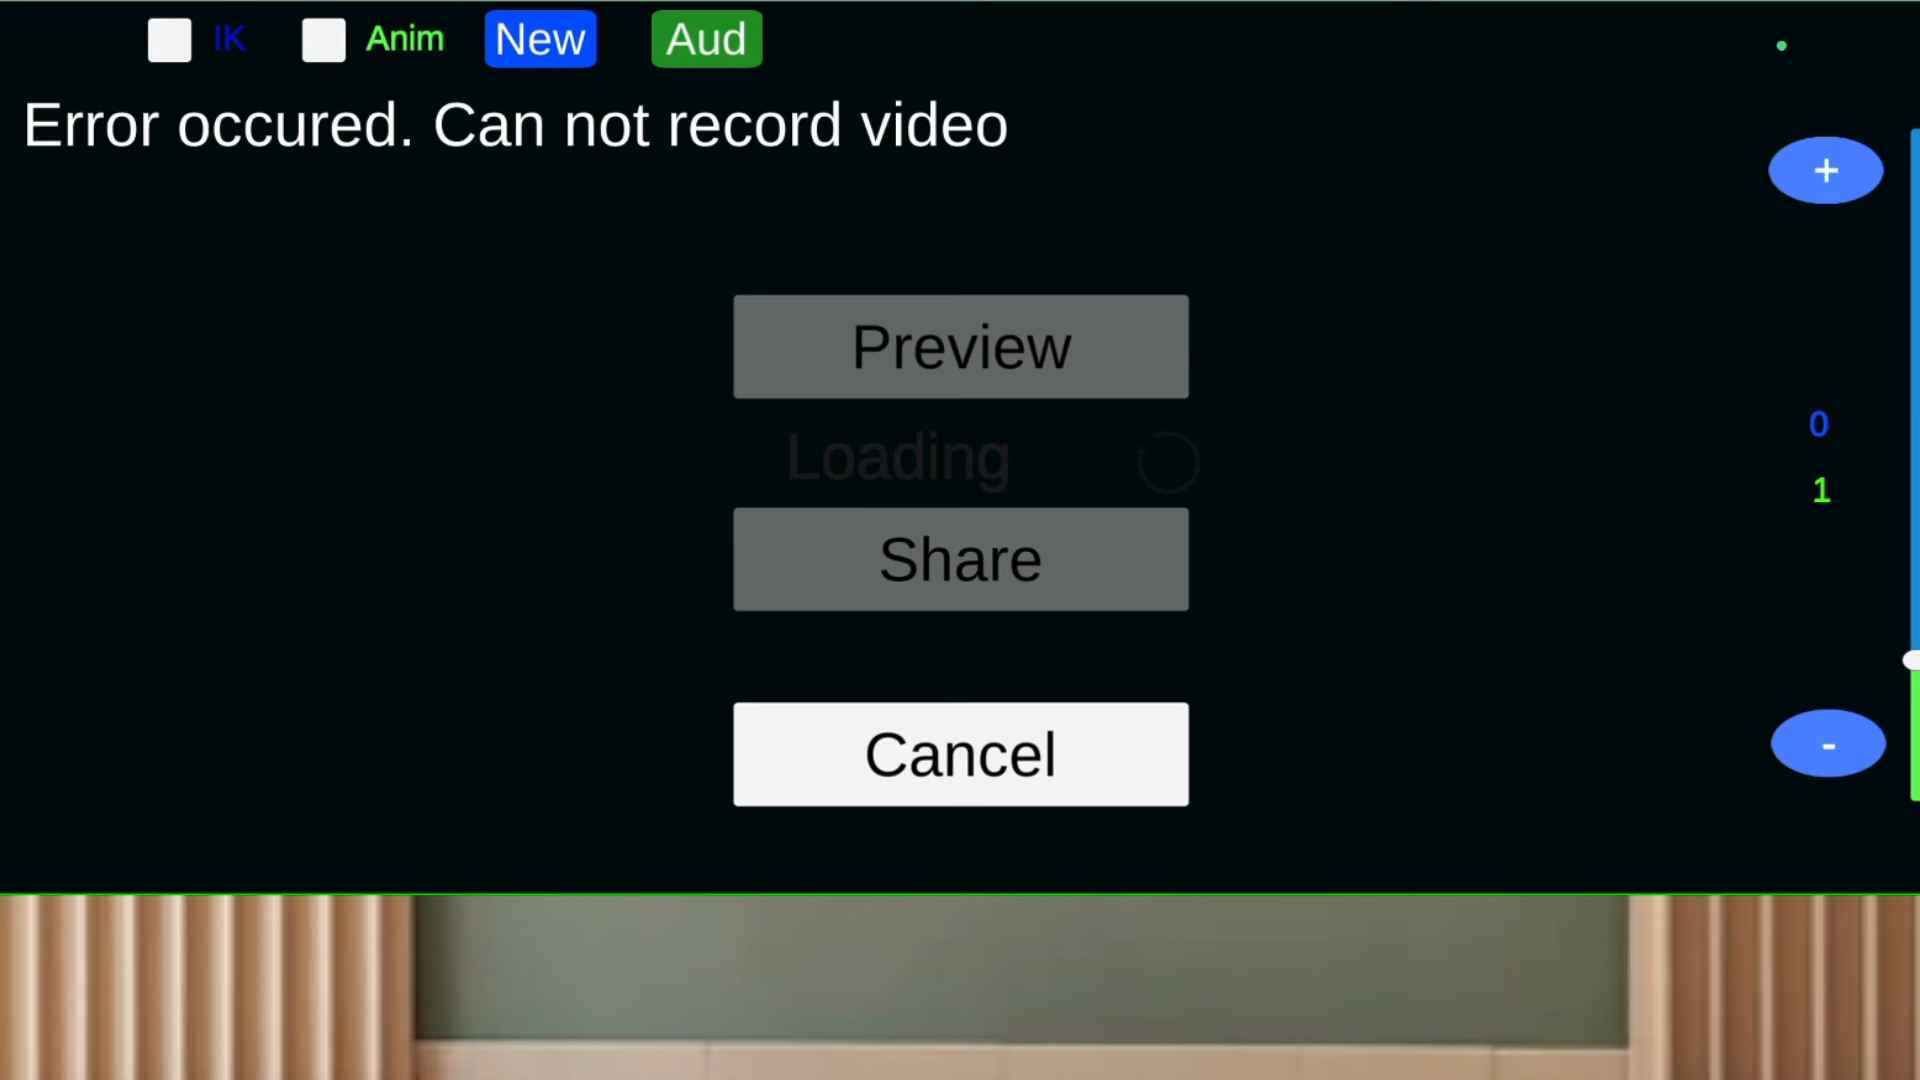 IK Anim New Aud
Error occured. Can not record video
+
Preview
0
Loading
1
Share
-
Cancel